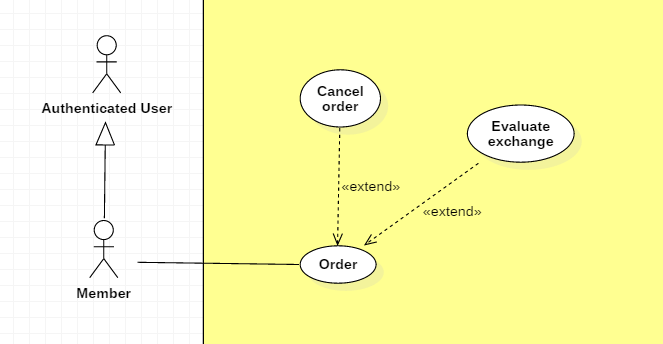 Authenticated User
Cancel
order
Evaluate
exchange
«extend»
«extend»
Order
Member